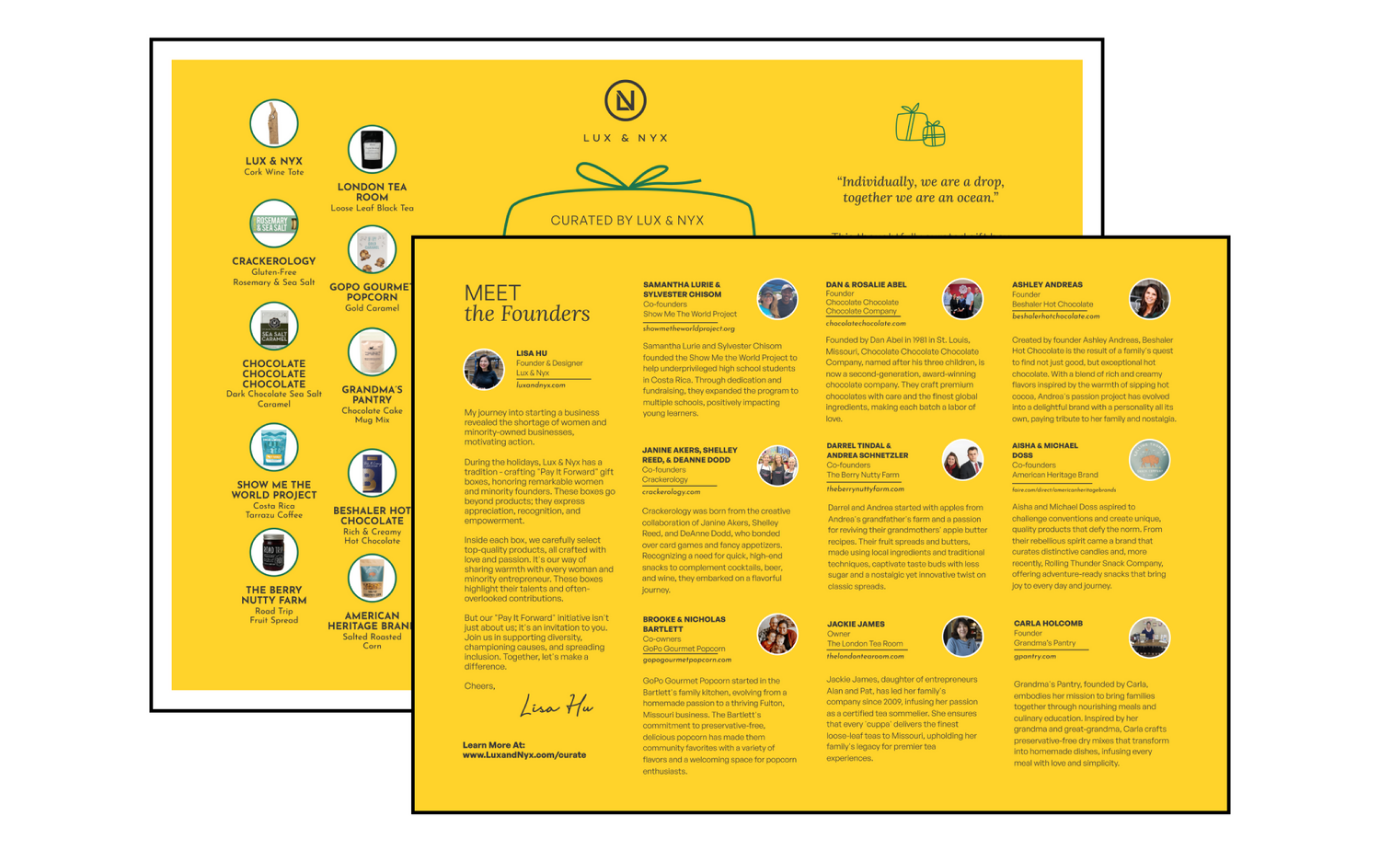 LUX & NYX
Cork Wine Tote
CRACKEROLOGY
Gluten-Free
Rosemary & Sea Salt
CHOCOLATE
CHOCOLATE
CHOCOLATE
Dark Chocolate Sea Salt
Caramel
SHOW ME THE
WORLD PROJECT
Costa Rica
Tarrazu Coffee
THE BERRY
NUTTY FARM
Road Trip
Fruit Spread
LONDON TEA
ROOM
Loose Leaf Black Tea
GOPO GOURMET
POPCORN
Gold Caramel
GRANDMA'S
PANTRY
Chocolate Cake
Mug Mix
BESHALER HOT
CHOCOLATE
Rich & Creamy
Hot Chocolate
AMERICAN
HERITAGE BRAND
Salted Roasted
Corn
ROSEMARY
& SEA SALT
SEA SALT
CARAMEL
ROAD TRIP
LUX & NYX
CURATED BY LUX & NYX
“Individually, we are a drop,
together we are an ocean.”
MEET
the Founders
LISA HU
Founder & Designer
Lux & Nyx
luxandnyx.com
My journey into starting a business
revealed the shortage of women and
minority-owned businesses,
motivating action.
During the holidays, Lux & Nyx has a
tradition - crafting "Pay It Forward" gift
boxes, honoring remarkable women
and minority founders. These boxes go
beyond products; they express
appreciation, recognition, and
empowerment.
Inside each box, we carefully select
top-quality products, all crafted with
love and passion. It's our way of
sharing warmth with every woman and
minority entrepreneur. These boxes
highlight their talents and often-
overlooked contributions.
But our "Pay It Forward" initiative isn't
just about us; it's an invitation to you.
Join us in supporting diversity,
championing causes, and spreading
inclusion. Together, let's make a
difference.
Cheers,
Lisa Hu
Learn More At:
www.LuxandNyx.com/curate
SAMANTHA LURIE &
SYLVESTER CHISOM
Co-founders
Show Me The World Project
showmetheworldproject.org
Samantha Lurie and Sylvester Chisom
founded the Show Me the World Project to
help underprivileged high school students
in Costa Rica. Through dedication and
fundraising, they expanded the program to
multiple schools, positively impacting
young learners.
JANINE AKERS, SHELLEY
REED, & DEANNE DODD
Co-founders
Crackerology
crackerology.com
Crackerology was born from the creative
collaboration of Janine Akers, Shelley
Reed, and DeAnne Dodd, who bonded
over card games and fancy appetizers.
Recognizing a need for quick, high-end
snacks to complement cocktails, beer,
and wine, they embarked on a flavorful
journey.
BROOKE & NICHOLAS
BARTLETT
Co-owners
GoPo Gourmet Popcorn
gopogourmetpopcorn.com
GoPo Gourmet Popcorn started in the
Bartlett's family kitchen, evolving from a
homemade passion to a thriving Fulton,
Missouri business. The Bartlett's
commitment to preservative-free,
delicious popcorn has made them
community favorites with a variety of
flavors and a welcoming space for popcorn
enthusiasts.
DAN & ROSALIE ABEL
Founder
Chocolate Chocolate
Chocolate Company
chocolatechocolate.com
Founded by Dan Abel in 1981 in St. Louis,
Missouri, Chocolate Chocolate Chocolate
Company, named after his three children, is
now a second-generation, award-winning
chocolate company. They craft premium
chocolates with care and the finest global
ingredients, making each batch a labor of
love.
DARREL TINDAL &
ANDREA SCHNETZLER
Co-founders
The Berry Nutty Farm
theberrynuttyfarm.com
Darrel and Andrea started with apples from
Andrea's grandfather's farm and a passion
for reviving their grandmothers' apple butter
recipes. Their fruit spreads and butters,
made using local ingredients and traditional
techniques, captivate taste buds with less
sugar and a nostalgic yet innovative twist on
classic spreads.
JACKIE JAMES
Owner
The London Tea Room
thelondontearoom.com
Jackie James, daughter of entrepreneurs
Alan and Pat, has led her family's
company since 2009, infusing her passion
as a certified tea sommelier. She ensures
that every 'cuppa' delivers the finest
loose-leaf teas to Missouri, upholding her
family's legacy for premier tea
experiences.
ASHLEY ANDREAS
Founder
Beshaler Hot Chocolate
beshalerhotchocolate.com
Created by founder Ashley Andreas, Beshaler
Hot Chocolate is the result of a family's quest
to find not just good, but exceptional hot
chocolate. With a blend of rich and creamy
flavors inspired by the warmth of sipping hot
cocoa, Andrea's passion project has evolved
into a delightful brand with a personality all its
own, paying tribute to her family and nostalgia.
AISHA & MICHAEL
DOSS
Co-founders
American Heritage Brand
faire.com/direct/americanheritagebrands
Aisha and Michael Doss aspired to
challenge conventions and create unique,
quality products that defy the norm. From
their rebellious spirit came a brand that
curates distinctive candles and, more
recently, Rolling Thunder Snack Company,
offering adventure-ready snacks that bring
joy to every day and journey.
CARLA HOLCOMB
Founder
Grandma's Pantry
gpantry.com
Grandma's Pantry, founded by Carla,
embodies her mission to bring families
together through nourishing meals and
culinary education. Inspired by her
grandma and great-grandma, Carla crafts
preservative-free dry mixes that transform
into homemade dishes, infusing every
meal with love and simplicity.